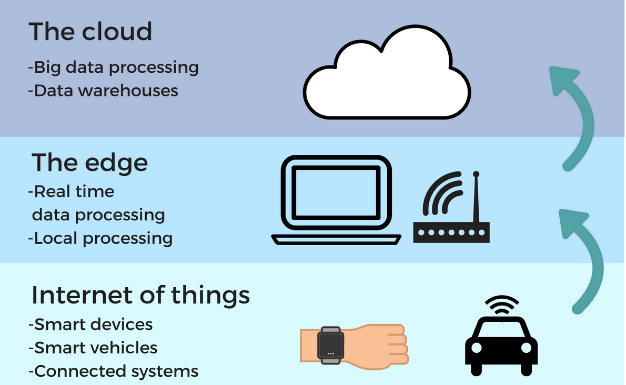 The cloud
-Big data processing
-Data warehouses
The edge
-Real time
data processing
-Local processing
Internet of things
-Smart devices
-Smart vehicles
-Connected systems